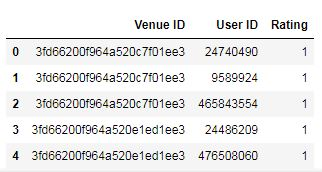 Venue ID User ID Rating
0 3fd66200f964a520c7f01ee3 24740490 1
1 3fd66200f964a520c7f01ee3 9589924 1
2 3fd66200f964a520c7f01ee3 465843554 1
3 3fd66200f964a520e1ed1ee3 24486209 1
4 3fd66200f964a520e1ed1ee3 476508060 1